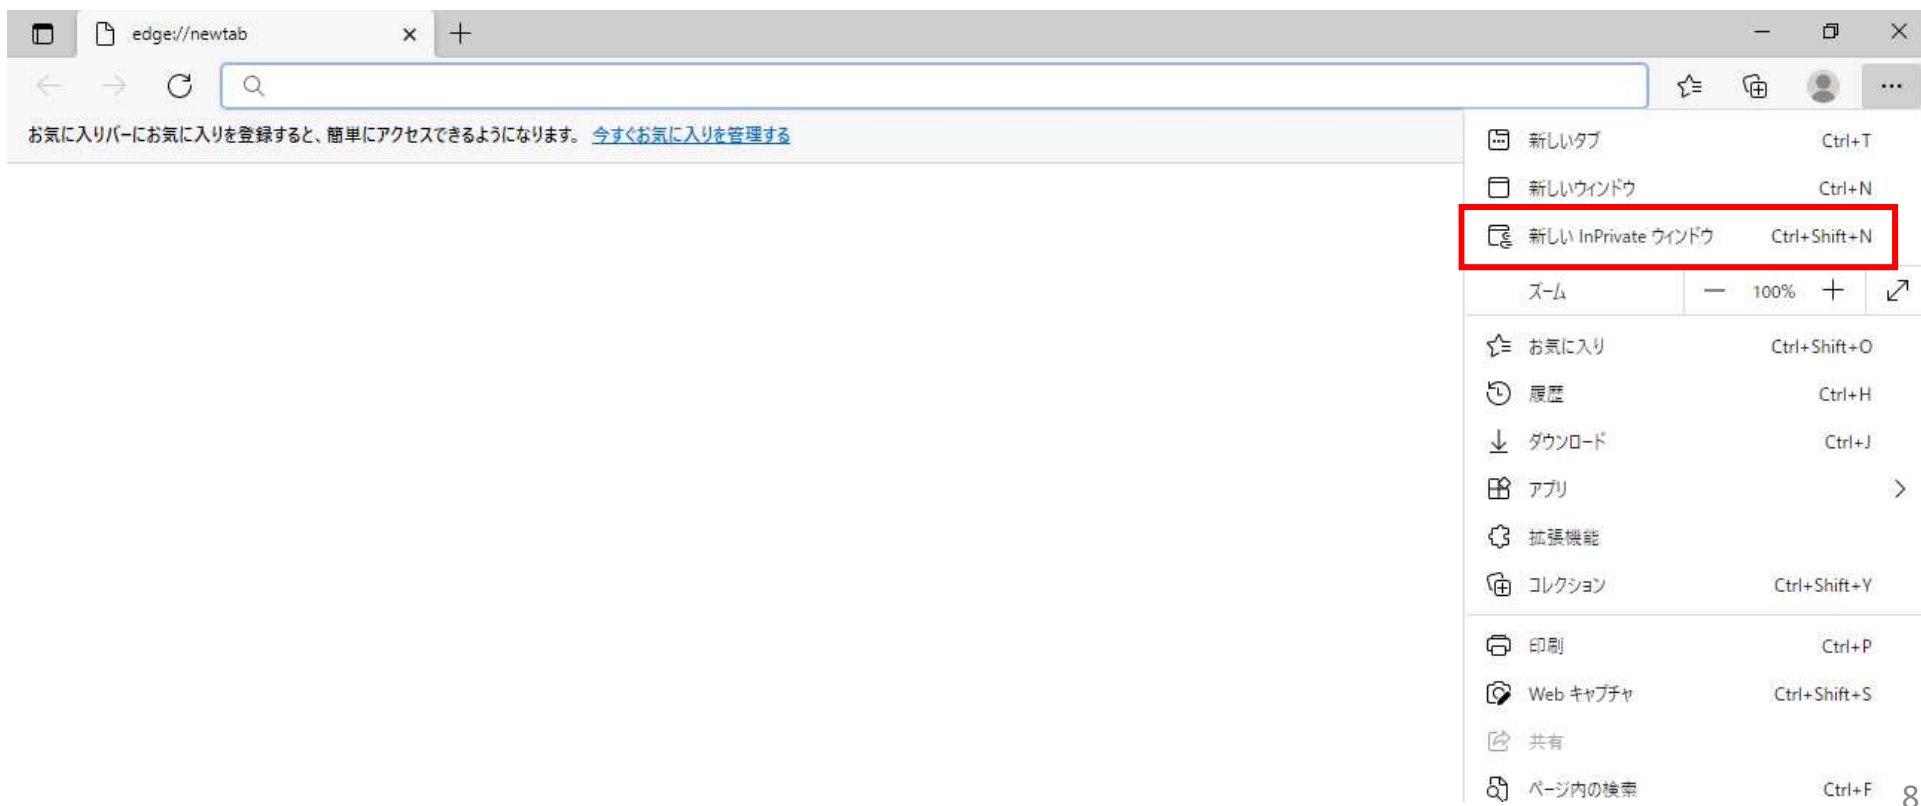 edge://newtab
お気に入りバーにお気に入りを登録すると、簡単にアクセスできるようになります。 今すぐお気に入りを管理する
新しいタブ Ctrl+T
新しいウィンドウ Ctrl+N
新しい InPrivate ウィンドウ Ctrl+Shift+N
ズーム 100%
お気に入り Ctrl+Shift+O
履歴 Ctrl+H
ダウンロード Ctrl+J
アプリ
拡張機能
コレクション Ctrl+Shift+Y
印刷 Ctrl+P
Web キャプチャ Ctrl+Shift+S
共有
ページ内の検索 Ctrl+F
8